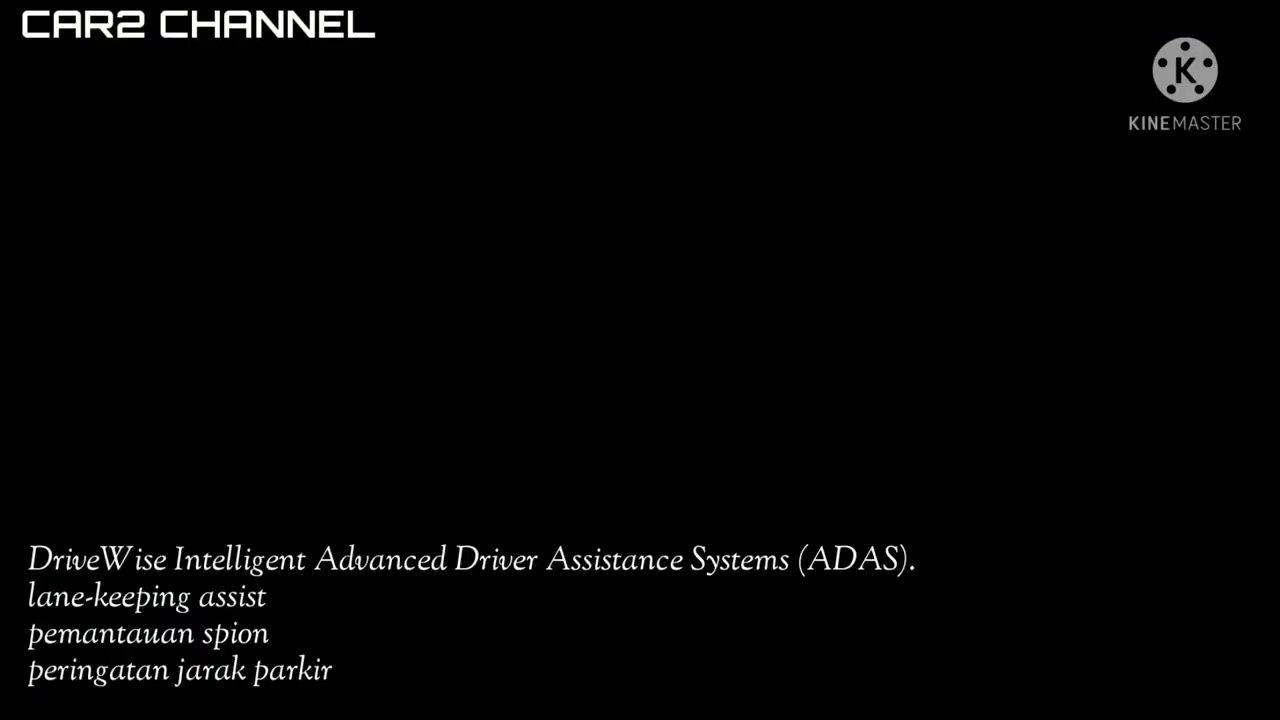 CAR2 CHANNEL
K
KINEMASTER
DriveWise Intelligent Advanced Driver Assistance Systems (ADAS).
lane-keeping assist
pemantauan spion
peringatan jarak parkir